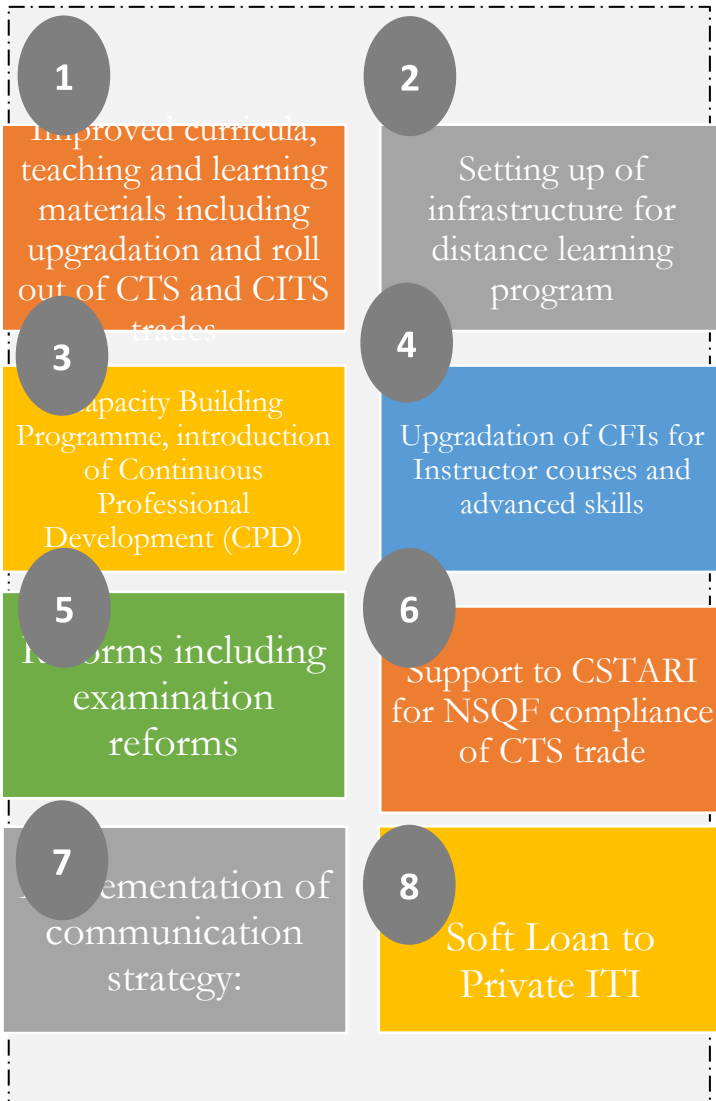 1
Improved curricula,
teaching and learning
materials including
upgradation and roll
out of CTS and CITS
trades
2
Setting up of
infrastructure for
distance learning
program
3
Capacity Building
Programme, introduction
of Continuous
Professional
Development (CPD)
4
Upgradation of CFIs for
Instructor courses and
advanced skills
5
Reforms including
examination
reforms
6
Support to CSTARI
for NSQF compliance
of CTS trade
7
Implementation of
communication
strategy:
8
Soft Loan to
Private ITI